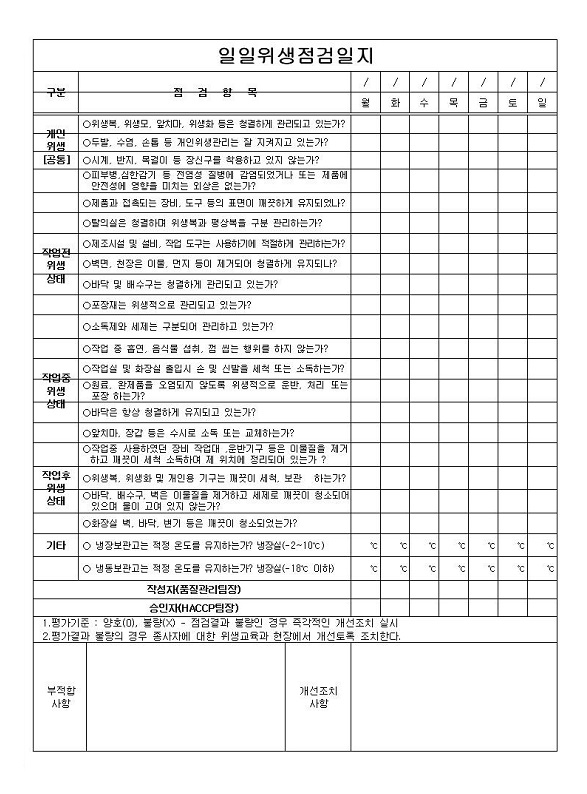 일일위생점검일지
구분 점 검 항 목 / / / / / / /
월 화 수 목 금 토 일
개인
위생
[공통]
○위생복, 위생모, 앞치마, 위생화 등은 청결하게 관리되고 있는가?
○두발, 수염, 손톱 등 개인위생관리는 잘 지켜지고 있는가?
○시계, 반지, 목걸이 등 장신구를 착용하고 있지 않는가?
○피부병,심한감기 등 전염성 질병에 감염되었거나 또는 제품에
안전성에 영향을 미치는 외상은 없는가?
작업전
위생
상태
○제품과 접촉되는 장비, 도구 등의 표면이 깨끗하게 유지되었나?
○탈의실은 청결하며 위생복과 평상복을 구분 관리하는가?
○제조시설 및 설비, 작업 도구는 사용하기에 적절하게 관리하는가?
○벽면, 천장은 이물, 먼지 등이 제거되어 청결하게 유지되나?
○바닥 및 배수구는 청결하게 관리되고 있는가?
○포장재는 위생적으로 관리되고 있는가?
○소독제와 세제는 구분되어 관리하고 있는가?
작업중
위생
상태
○작업 중 흡연, 음식물 섭취, 껌 씹는 행위를 하지 않는가?
○작업실 및 화장실 출입시 손 및 신발을 세척 또는 소독하는가?
○원료, 완제품을 오염되지 않도록 위생적으로 운반, 처리 또는
포장 하는가?
○바닥은 항상 청결하게 유지되고 있는가?
○앞치마, 장갑 등은 수시로 소독 또는 교체하는가?
작업후
위생
상태
○작업중 사용하였던 장비 작업대 ,운반기구 등은 이물질을 제거
하고 깨끗이 세척 소독하여 제 위치에 정리되어 있는가 ?
○위생복, 위생화 및 개인용 기구는 깨끗이 세척, 보관 하는가?
○바닥, 배수구, 벽은 이물질을 제거하고 세제로 깨끗이 청소되어
있으며 물이 고여 있지 않는가?
○화장실 벽, 바닥, 변기 등은 깨끗이 청소되었는가?
기타
○ 냉장보관고는 적정 온도를 유지하는가? 냉장실(-2~10℃) ℃ ℃ ℃ ℃ ℃ ℃ ℃
○ 냉동보관고는 적정 온도를 유지하는가? 냉장실(-18℃ 이하) ℃ ℃ ℃ ℃ ℃ ℃ ℃
작성자(품질관리팀장)
승인자(HACCP팀장)
1.평가기준 : 양호(O), 불량(X) - 점검결과 불량인 경우 즉각적인 개선조치 실시
2.평가결과 불량의 경우 종사자에 대한 위생교육과 현장에서 개선토록 조치한다.
부적합
사항
개선조치
사항